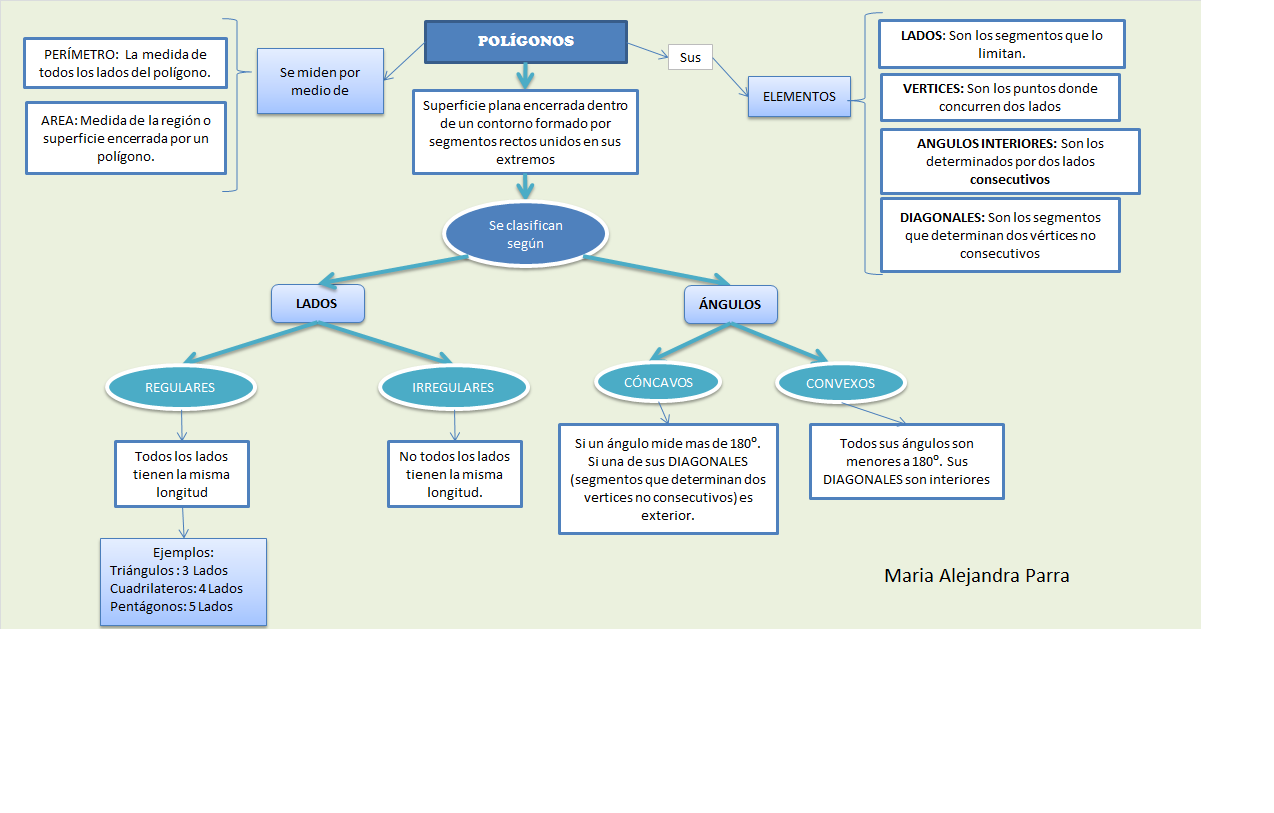 POLÍGONOS
PERÍMETRO: La medida de
todos los lados del polígono.
AREA: Medida de la región o
superficie encerrada por un
polígono.
Se miden por
medio de
Sus
ELEMENTOS
LADOS: Son los segmentos que lo
limitan.
VERTICES: Son los puntos donde
concurren dos lados
ANGULOS INTERIORES: Son los
determinados por dos lados
consecutivos
DIAGONALES: Son los segmentos
que determinan dos vértices no
consecutivos
Superficie plana encerrada dentro
de un contorno formado por
segmentos rectos unidos en sus
extremos
Se clasifican
según
LADOS
ÁNGULOS
REGULARES
IRREGULARES
CÓNCAVOS
CONVEXOS
Todos los lados
tienen la misma
longitud
No todos los lados
tienen la misma
longitud.
Si un ángulo mide mas de 180º.
Si una de sus DIAGONALES
(segmentos que determinan dos
vertices no consecutivos) es
exterior.
Todos sus ángulos son
menores a 180º. Sus
DIAGONALES son interiores
Ejemplos:
Triángulos : 3 Lados
Cuadrilateros: 4 Lados
Pentágonos: 5 Lados
Maria Alejandra Parra